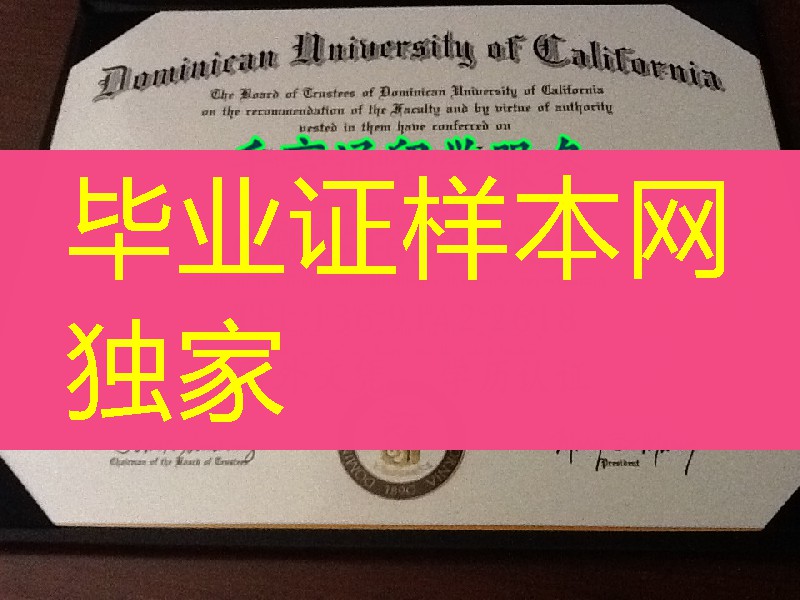 Dominican University of California
The Board of Trustees of Dominican University of California
on the recommendation of the Faculty and by virtue of authority
vested in them have conferred on
毕业证样本网
独家
Chairman of the Board of Trustees
President
1890